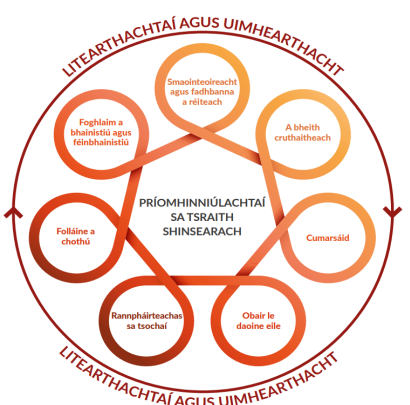 LITEARTHACHTAÍ AGUS UIMHEARTHACHT
Smaointeoireacht
agus fadhbanna
a réiteach
A bheith
cruthaitheach
Cumarsáid
Obair le
daoine eile
Rannpháirteachas
sa tsochaí
Folláine a
chothú
Foghlaim a
bhainistiú agus
féinbhainistiú
PRÍOMHINNIÚLACHTAÍ
SA TSRAITH
SHINSEARACH
LITEARTHACHTAÍ AGUS UIMHEARTHACHT